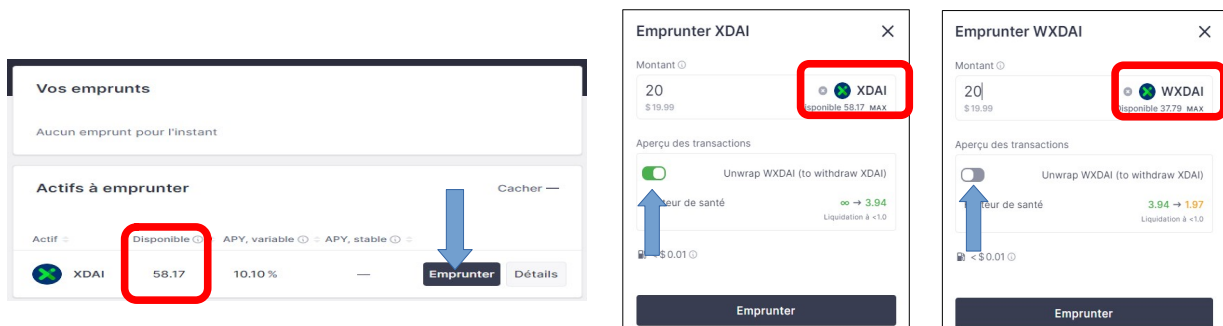 Vos emprunts
Aucun emprunt pour l'instant
Actifs à emprunter
Cacher —
Actif
Disponible
APY, variable
APY, stable
XDAI
58.17
10.10 %
—
Emprunter
Détails
Emprunter XDAI
Montant
20
XDAI
$ 19.99
Disponible 58.17 MAX
Aperçu des transactions
Unwrap WXDAI (to withdraw XDAI)
de santé
∞ → 3.94
Liquidation à <1.0
$ 0.01
Emprunter
Emprunter WXDAI
Montant
20
WXDAI
$ 19.99
Disponible 37.79 MAX
Aperçu des transactions
Unwrap WXDAI (to withdraw XDAI)
de santé
3.94 → 1.97
Liquidation à <1.0
< $ 0.01
Emprunter